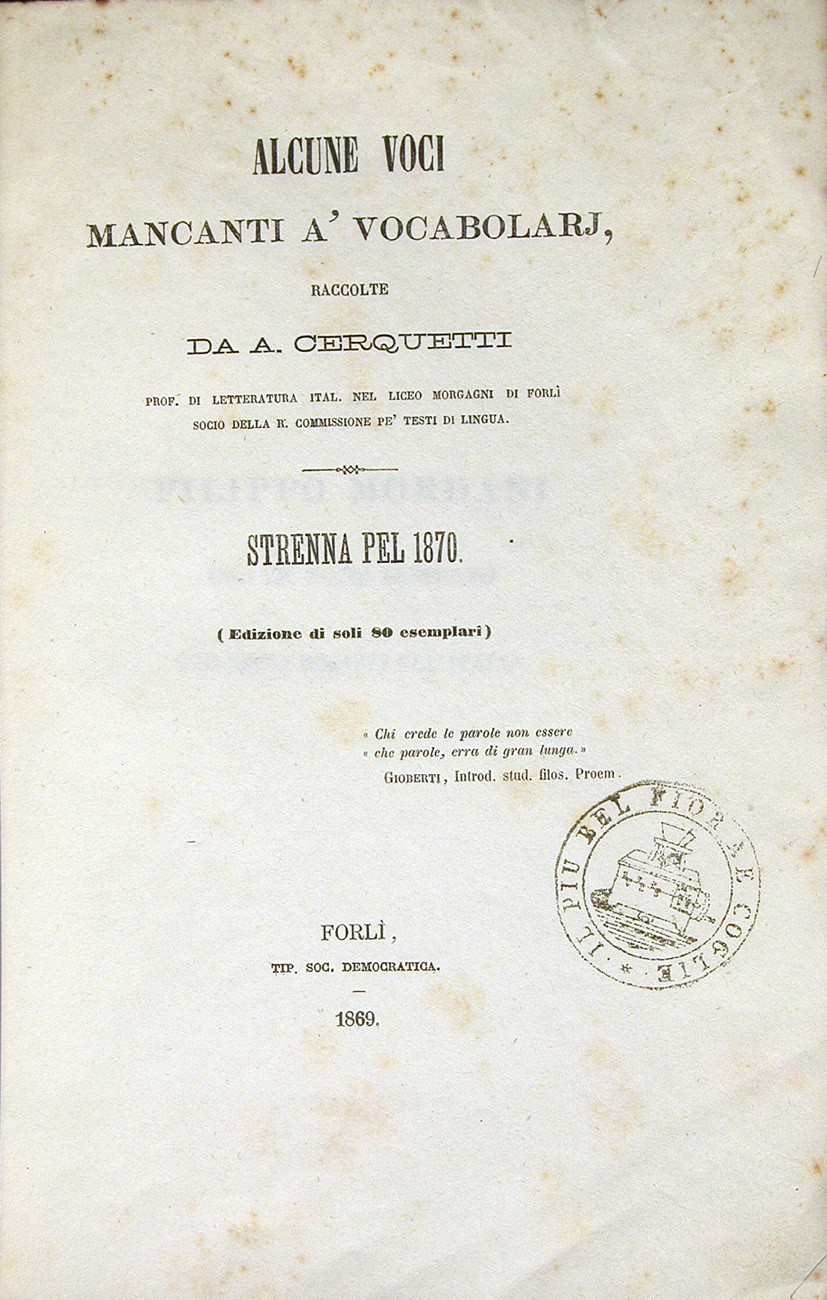 ALCUNE VOCI
MANCANTI A' VOCABOLARJ,
RACCOLTE
DA A. CERQUETTI
PROF. DI LETTERATURA ITAL. NEL LICEO MORGAGNI DI FORLÌ
SOCIO DELLA R. COMMISSIONE PE' TESTI DI LINGUA.
FILIPPO MORDANI
STRENNA PEL 1870.
(Edizione di soli 80 esemplari)
« Chi crede le parole non essere
« che parole, erra di gran lunga. »
GIOBERTI, Introd. stud. filos. Proem.
IL PIU BEL FIOR NE COGLIE
FORLÌ,
TIP. SOC. DEMOCRATICA.
1869.